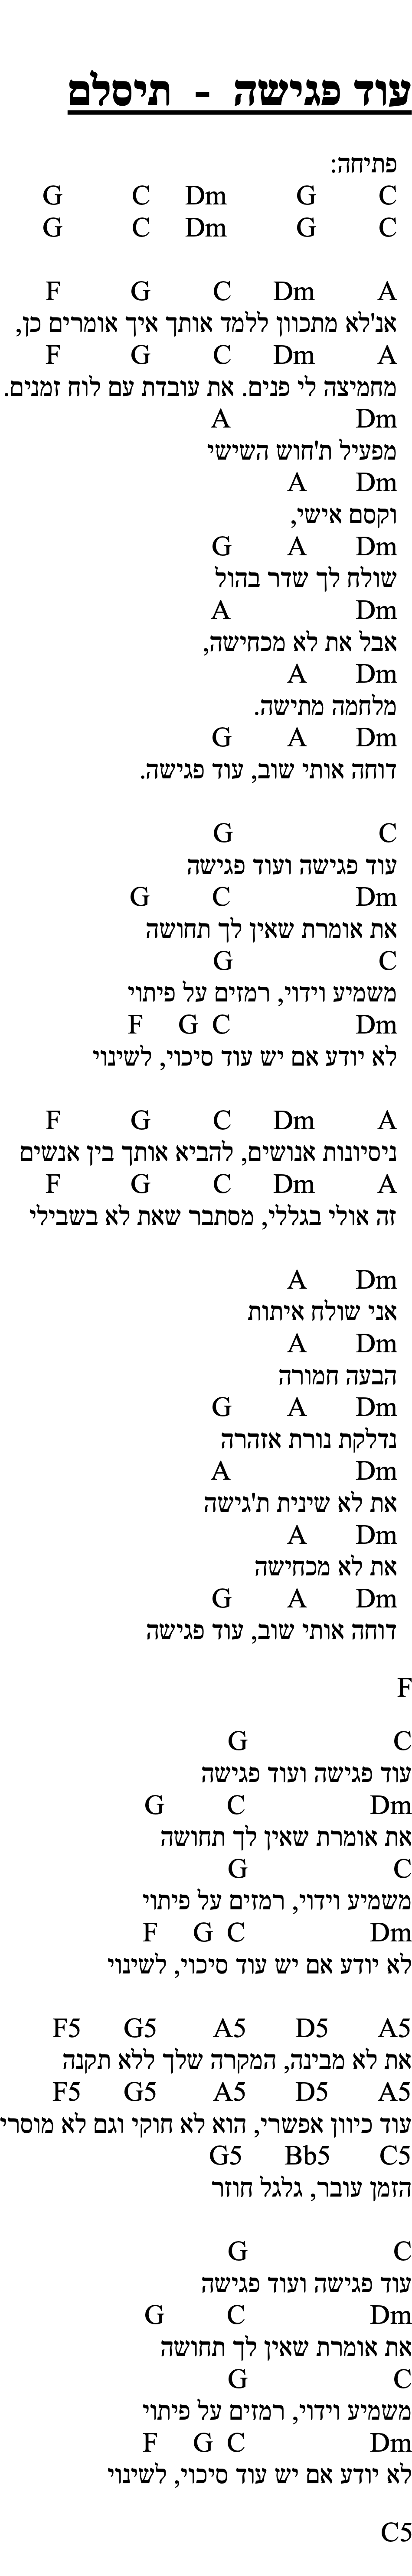 עוד פגישה - תיסלם
פתיחה:
G C Dm G C
G C Dm G C
F G C Dm A
אנ'לא מתכוון ללמד אותך איך אומרים כן,
F G C Dm A
מחמיצה לי פנים. את עובדת עם לוח זמנים.
A Dm
מפעיל ת'חוש השישי
A Dm
וקסם אישי,
G A Dm
שולח לך שדר בהול
A Dm
אבל את לא מכחישה,
A Dm
מלחמה מתישה.
G A Dm
דוחה אותי שוב, עוד פגישה.
G C
עוד פגישה ועוד פגישה
G C Dm
את אומרת שאין לך תחושה
G C
משמיע וידוי, רמזים על פיתוי
F G C Dm
לא יודע אם יש עוד סיכוי, לשינוי
F G C Dm A
ניסיונות אנושים, להביא אותך בין אנשים
F G C Dm A
זה אולי בגללי, מסתבר שאת לא בשבילי
A Dm
אני שולח איתות
A Dm
הבעה חמורה
G A Dm
נדלקת נורת אזהרה
A Dm
את לא שינית ת'גישה
A Dm
את לא מכחישה
G A Dm
דוחה אותי שוב, עוד פגישה
F
G C
עוד פגישה ועוד פגישה
G C Dm
את אומרת שאין לך תחושה
G C
משמיע וידוי, רמזים על פיתוי
F G C Dm
לא יודע אם יש עוד סיכוי, לשינוי
F5 G5 A5 D5 A5
את לא מבינה, המקרה שלך ללא תקנה
F5 G5 A5 D5 A5
עוד כיוון אפשרי, הוא לא חוקי וגם לא מוסרי
G5 Bb5 C5
הזמן עובר, גלגל חוזר
G C
עוד פגישה ועוד פגישה
G C Dm
את אומרת שאין לך תחושה
G C
משמיע וידוי, רמזים על פיתוי
F G C Dm
לא יודע אם יש עוד סיכוי, לשינוי
C5